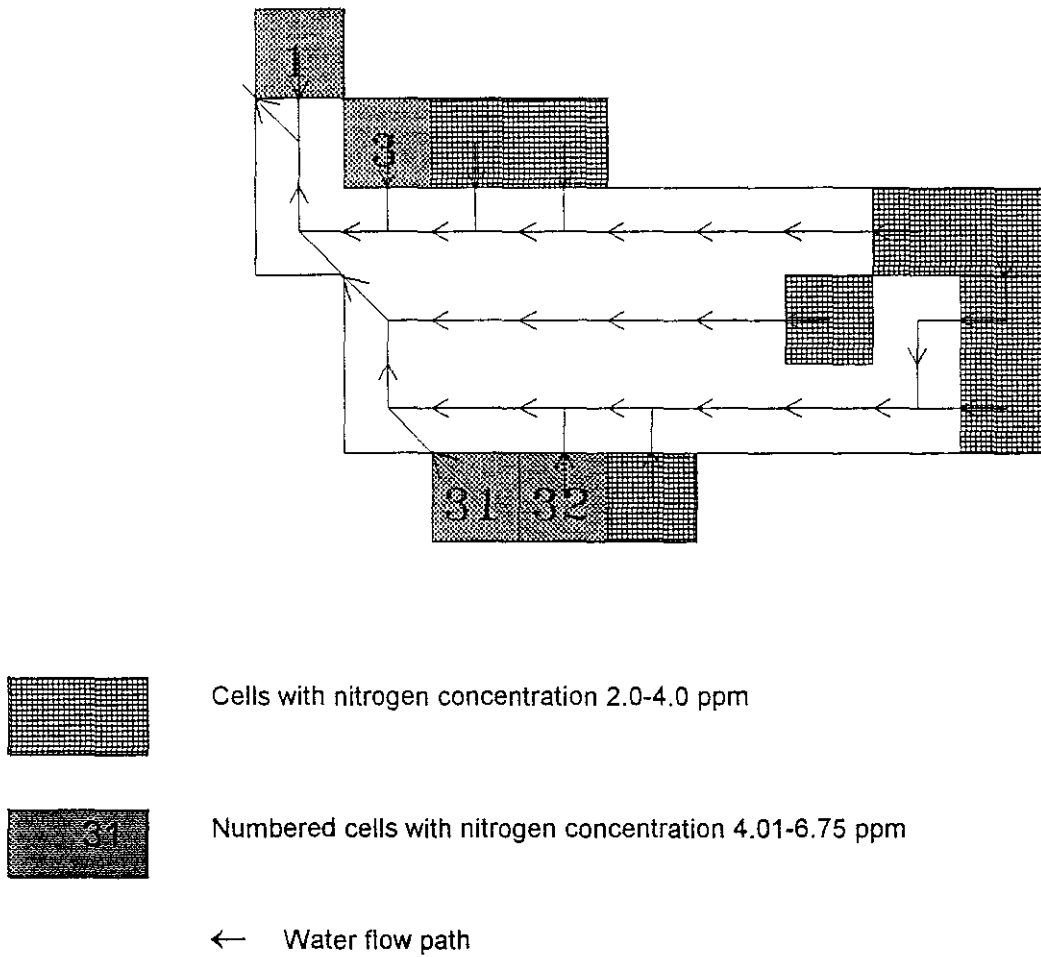 1
3
31 32
Cells with nitrogen concentration 2.0-4.0 ppm
31 Numbered cells with nitrogen concentration 4.01-6.75 ppm
← Water flow path